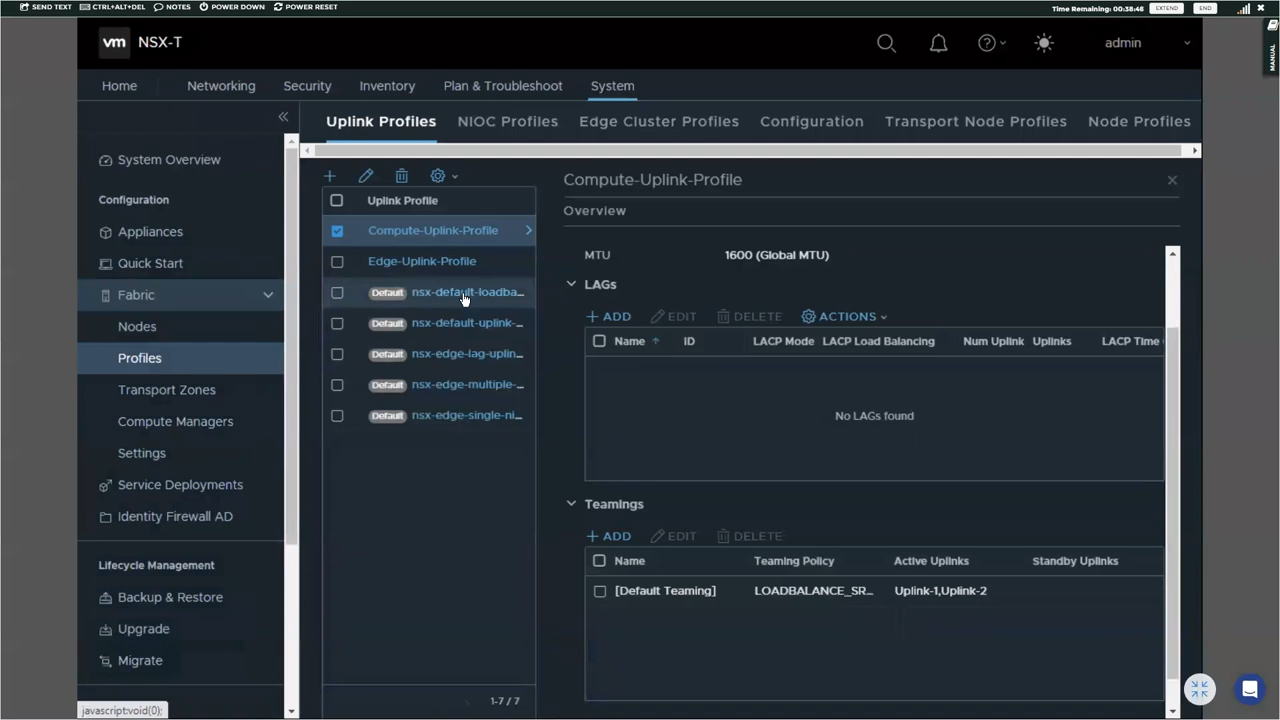 SEND TEXT CTRL+ALT+DEL NOTES POWER DOWN POWER RESET Time Remaining: 00:38:46 EXTEND END
MANUAL
vm NSX-T admin
Home Networking Security Inventory Plan & Troubleshoot System
Uplink Profiles NIOC Profiles Edge Cluster Profiles Configuration Transport Node Profiles Node Profiles
System Overview
Configuration
Appliances
Quick Start
Fabric
Nodes
Profiles
Transport Zones
Compute Managers
Settings
Service Deployments
Identity Firewall AD
Lifecycle Management
Backup & Restore
Upgrade
Migrate
javascript:void(0);
Uplink Profile
Compute-Uplink-Profile
Edge-Uplink-Profile
Default nsx-default-loadba...
Default nsx-default-uplink-...
Default nsx-edge-lag-uplin...
Default nsx-edge-multiple-...
Default nsx-edge-single-ni...
1-7 / 7
Compute-Uplink-Profile
Overview
MTU 1600 (Global MTU)
LAGs
+ ADD EDIT DELETE ACTIONS
Name ID LACP Mode LACP Load Balancing Num Uplink Uplinks LACP Time
No LAGs found
Teamings
+ ADD EDIT DELETE
Name Teaming Policy Active Uplinks Standby Uplinks
[Default Teaming] LOADBALANCE_SR... Uplink-1,Uplink-2